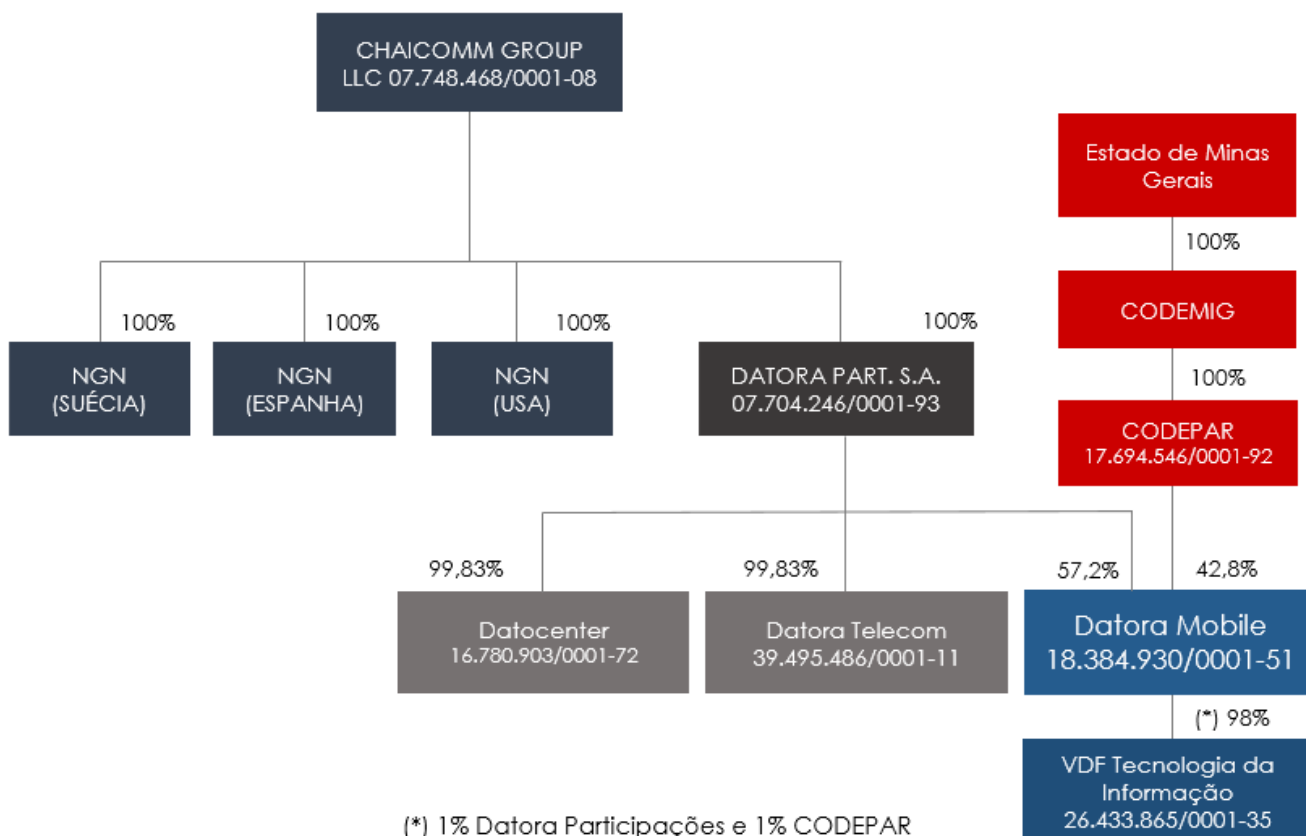 CHAICOMM GROUP
LLC 07.748.468/0001-08
Estado de Minas
Gerais
100%
CODEMIG
100%
100%
100%
100%
100%
NGN
(SUÉCIA)
NGN
(ESPANHA)
NGN
(USA)
DATORA PART. S.A.
07.704.246/0001-93
CODEPAR
17.694.546/0001-92
99,83%
99,83%
57,2%
42,8%
Datocenter
16.780.903/0001-72
Datora Telecom
39.495.486/0001-11
Datora Mobile
18.384.930/0001-51
(*) 98%
VDF Tecnologia da
Informação
26.433.865/0001-35
(*) 1% Datora Participações e 1% CODEPAR